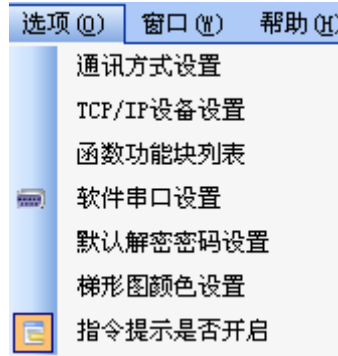 选项(O) 窗口(W) 帮助(H)
通讯方式设置
TCP/IP设备设置
函数功能块列表
软件串口设置
默认解密密码设置
梯形图颜色设置
指令提示是否开启